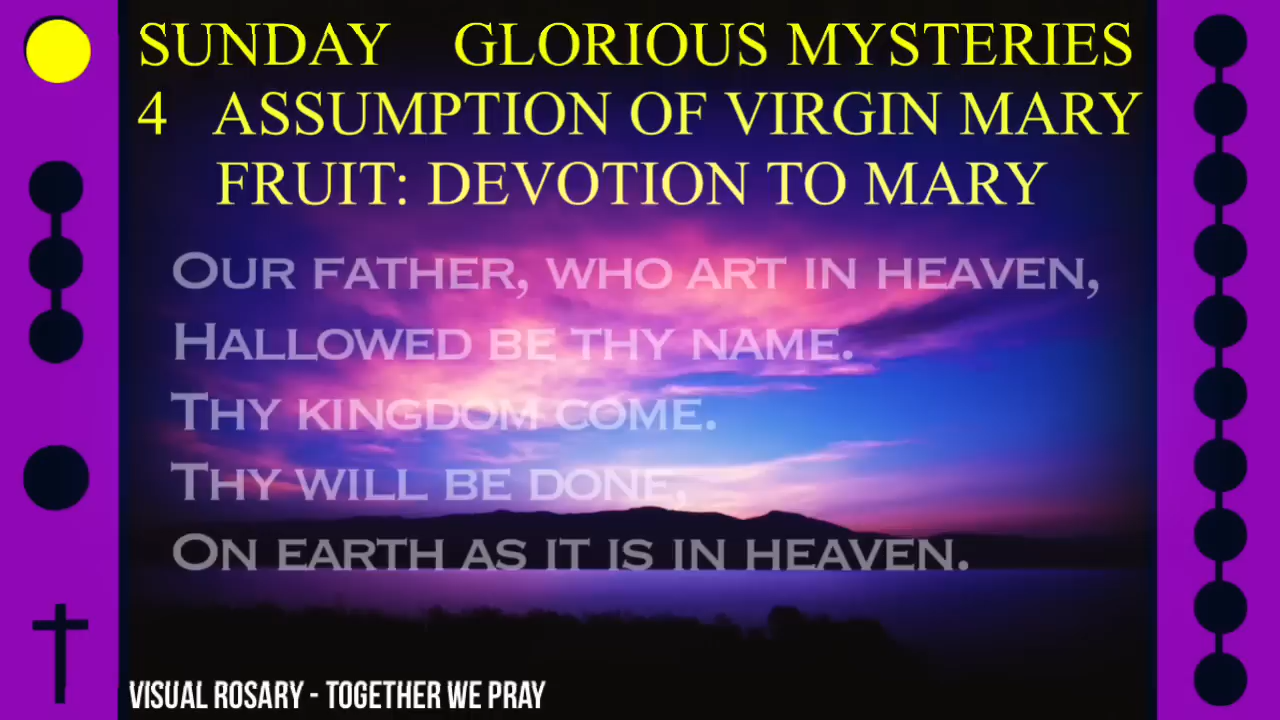 SUNDAY GLORIOUS MYSTERIES
4 ASSUMPTION OF VIRGIN MARY
FRUIT: DEVOTION TO MARY
OUR FATHER, WHO ART IN HEAVEN,
HALLOWED BE THY NAME.
THY KINGDOM COME.
THY WILL BE DONE,
ON EARTH AS IT IS IN HEAVEN.
VISUAL ROSARY - TOGETHER WE PRAY